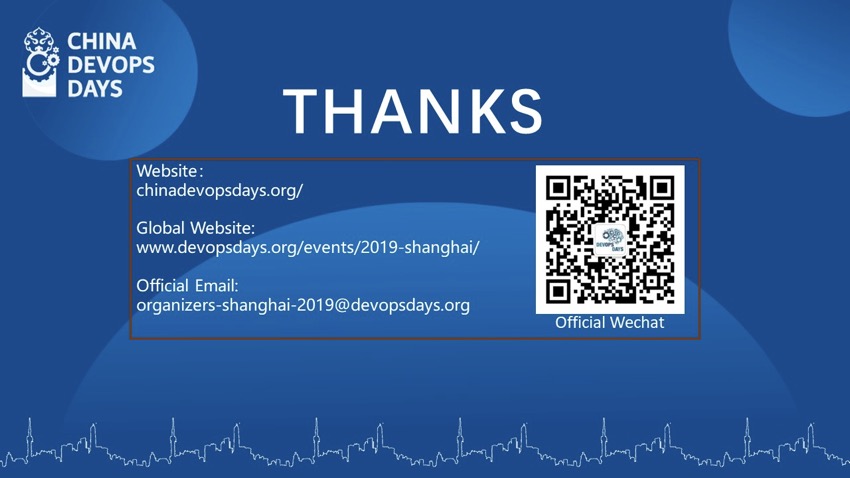 CHINA
DEVOPS
DAYS
THANKS
Website:
chinadevopsdays.org/
Global Website:
www.devopsdays.org/events/2019-shanghai/
Official Email:
organizers-shanghai-2019@devopsdays.org
DEVOPS
DAYS
Official Wechat